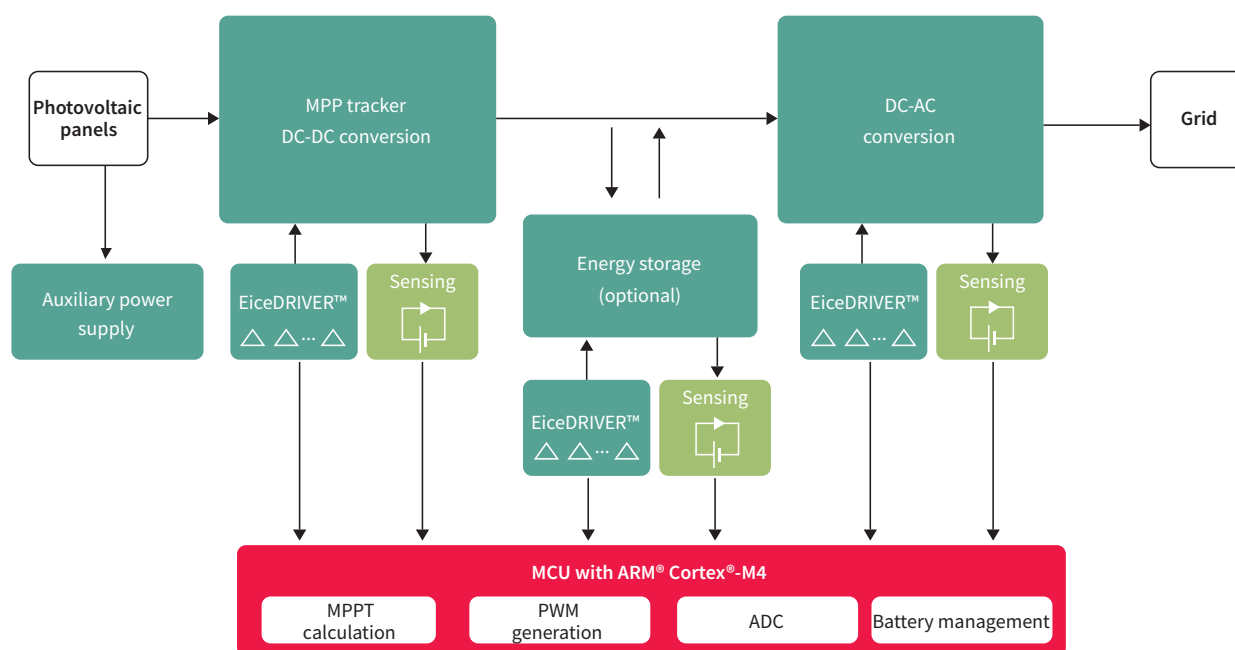 Photovoltaic
panels
MPP tracker
DC-DC conversion
DC-AC
conversion
Grid
Auxiliary power
supply
EiceDRIVER™
...
Sensing
Energy storage
(optional)
EiceDRIVER™
...
Sensing
EiceDRIVER™
...
Sensing
MCU with ARM® Cortex®-M4
MPPT
calculation
PWM
generation
ADC
Battery management